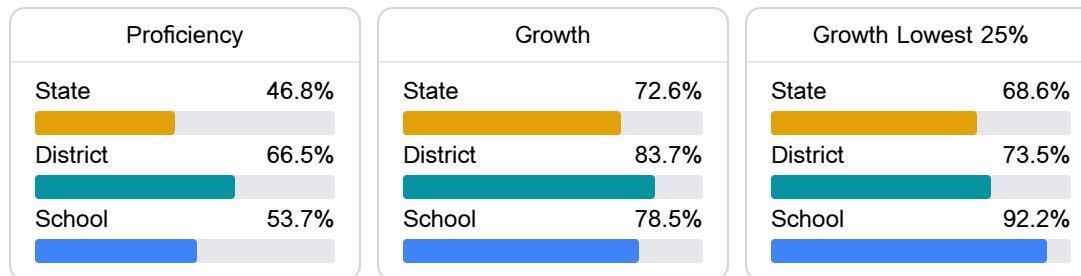 Proficiency
State 46.8%
District 66.5%
School 53.7%
Growth
State 72.6%
District 83.7%
School 78.5%
Growth Lowest 25%
State 68.6%
District 73.5%
School 92.2%